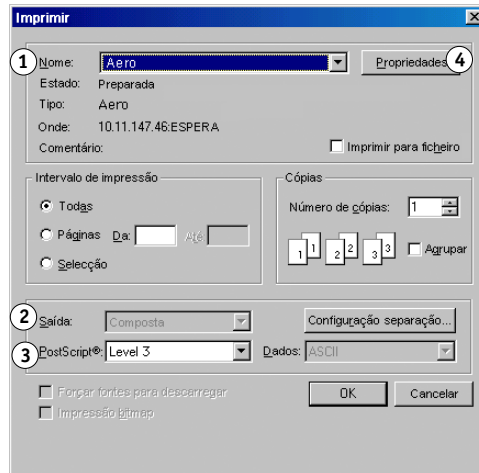 Imprimir
1 Nome: Aero Propriedades 4
Estado: Preparada
Tipo: Aero
Onde: 10.11.147.46:ESPERA
Comentário: Imprimir para ficheiro
Intervalo de impressão
Todas
Páginas Da: Até
Selecção
Cópias
Número de cópias: 1
1 1 2 2 3 3 Agrupar
2 Saída: Composta Configuração separação...
3 PostScript®: Level 3 Dados: ASCII
Forçar fontes para descarregar
Impressão bitmap
OK Cancelar